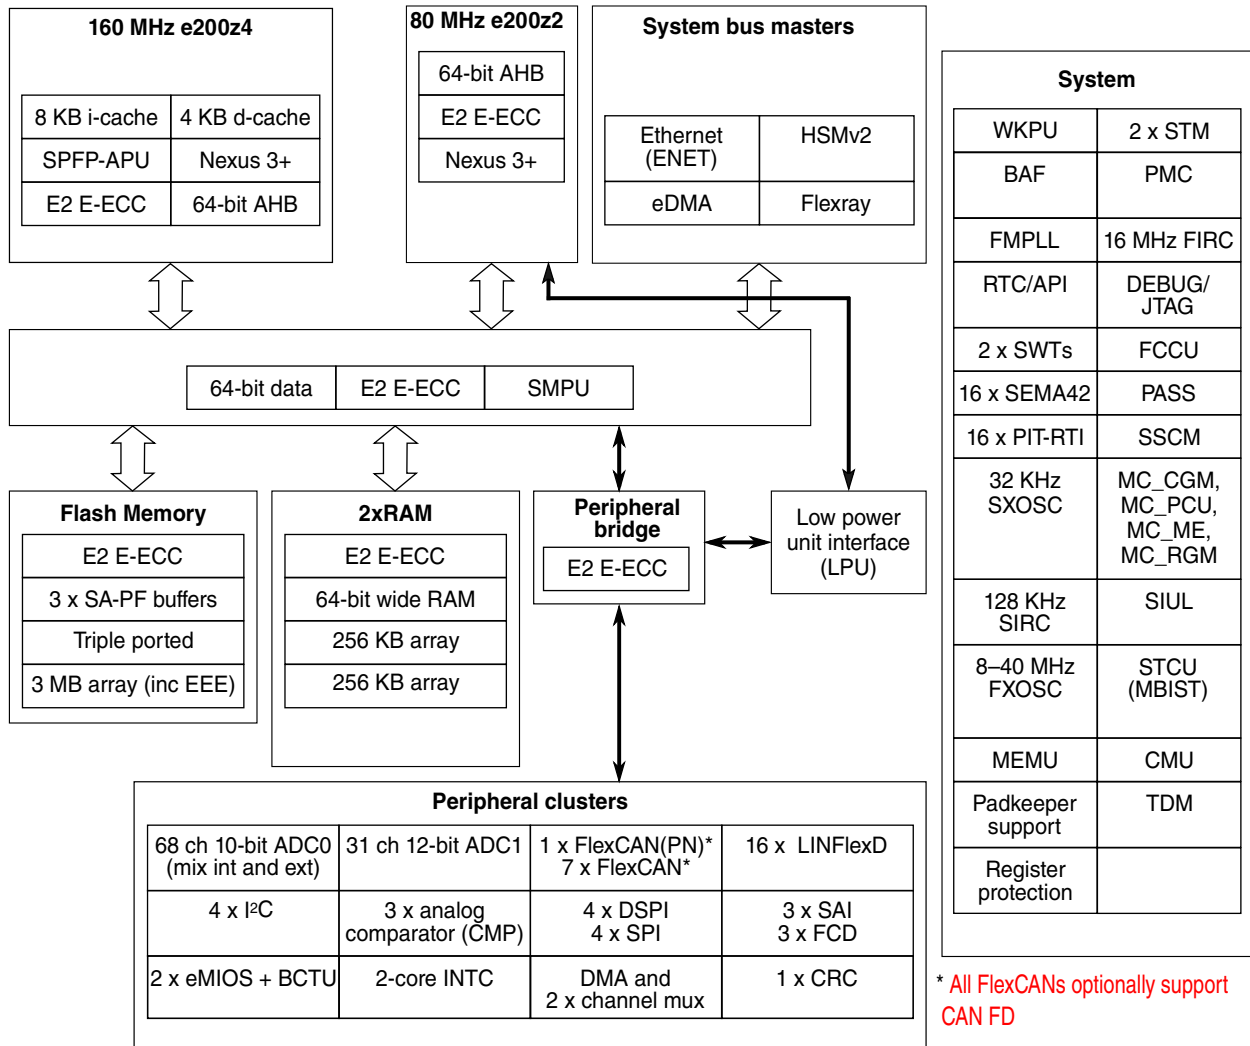 160 MHz e200z4
8 KB i-cache
4 KB d-cache
SPFP-APU
Nexus 3+
E2 E-ECC
64-bit AHB
80 MHz e200z2
64-bit AHB
E2 E-ECC
Nexus 3+
System bus masters
Ethernet
(ENET)
HSMv2
eDMA
Flexray
64-bit data
E2 E-ECC
SMPU
Flash Memory
E2 E-ECC
3 x SA-PF buffers
Triple ported
3 MB array (inc EEE)
2xRAM
E2 E-ECC
64-bit wide RAM
256 KB array
256 KB array
Peripheral
bridge
E2 E-ECC
Low power
unit interface
(LPU)
Peripheral clusters
68 ch 10-bit ADC0
(mix int and ext)
31 ch 12-bit ADC1
1 x FlexCAN(PN)*
7 x FlexCAN*
16 x LINFlexD
4 x I²C
3 x analog
comparator (CMP)
4 x DSPI
4 x SPI
3 x SAI
3 x FCD
2 x eMIOS + BCTU
2-core INTC
DMA and
2 x channel mux
1 x CRC
System
WKPU
2 x STM
BAF
PMC
FMPLL
16 MHz FIRC
RTC/API
DEBUG/
JTAG
2 x SWTs
FCCU
16 x SEMA42
PASS
16 x PIT-RTI
SSCM
32 KHz
SXOSC
MC_CGM,
MC_PCU,
MC_ME,
MC_RGM
128 KHz
SIRC
SIUL
8–40 MHz
FXOSC
STCU
(MBIST)
MEMU
CMU
Padkeeper
support
TDM
Register
protection
* All FlexCANs optionally support
CAN FD